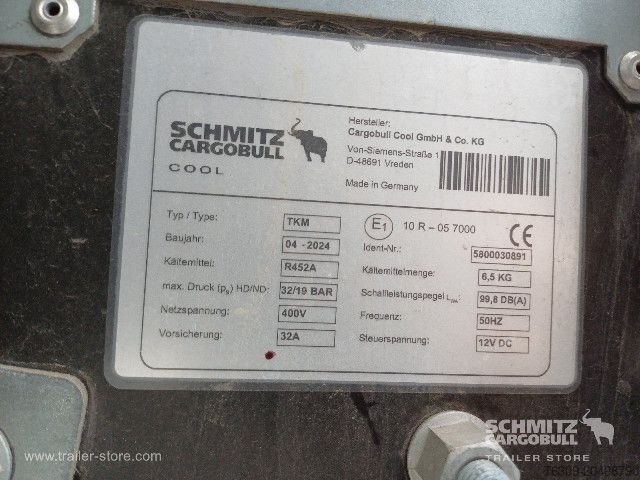 SCHMITZ
CARGOBULL
COOL
Hersteller:
Cargobull Cool GmbH & Co. KG
Von-Siemens-Straße 1
D-48691 Vreden
Made in Germany
Typ / Type: TKM
Baujahr: 04 - 2024
Kältemittel: R452A
max. Druck (ps) HD/ND: 32/19 BAR
Netzspannung: 400V
Vorsicherung: 32A
E1 10 R - 05 7000 CE
Ident-Nr.: 5800030891
Kältemittelmenge: 6,5 KG
Schallleistungspegel LWA: 99,8 DB(A)
Frequenz: 50HZ
Steuerspannung: 12V DC
www.trailer-store.com
SCHMITZ
CARGOBULL
TRAILER STORE